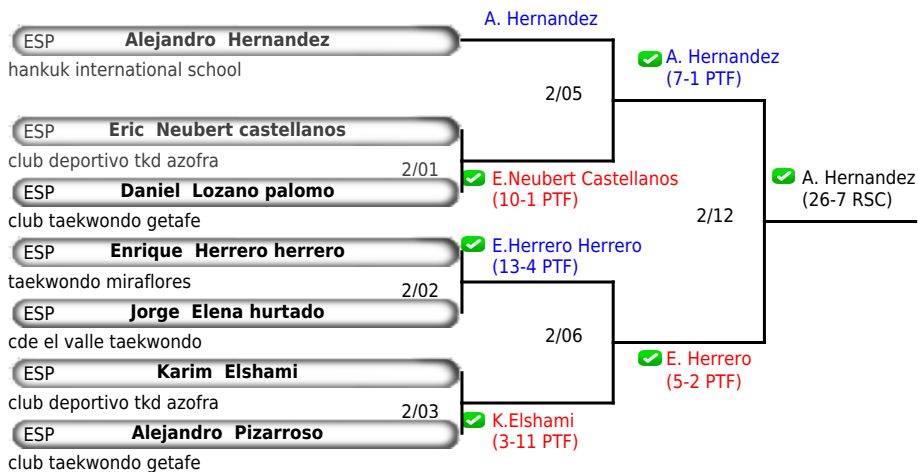 A. Hernandez
ESP Alejandro Hernandez
hankuk international school
A. Hernandez
(7-1 PTF)
2/05
ESP Eric Neubert castellanos
club deportivo tkd azofra
2/01
ESP Daniel Lozano palomo
club taekwondo getafe
E.Neubert Castellanos
(10-1 PTF)
A. Hernandez
(26-7 RSC)
2/12
ESP Enrique Herrero herrero
taekwondo miraflores
E.Herrero Herrero
(13-4 PTF)
2/02
ESP Jorge Elena hurtado
cde el valle taekwondo
2/06
ESP Karim Elshami
club deportivo tkd azofra
E. Herrero
(5-2 PTF)
2/03
ESP Alejandro Pizarroso
club taekwondo getafe
K.Elshami
(3-11 PTF)